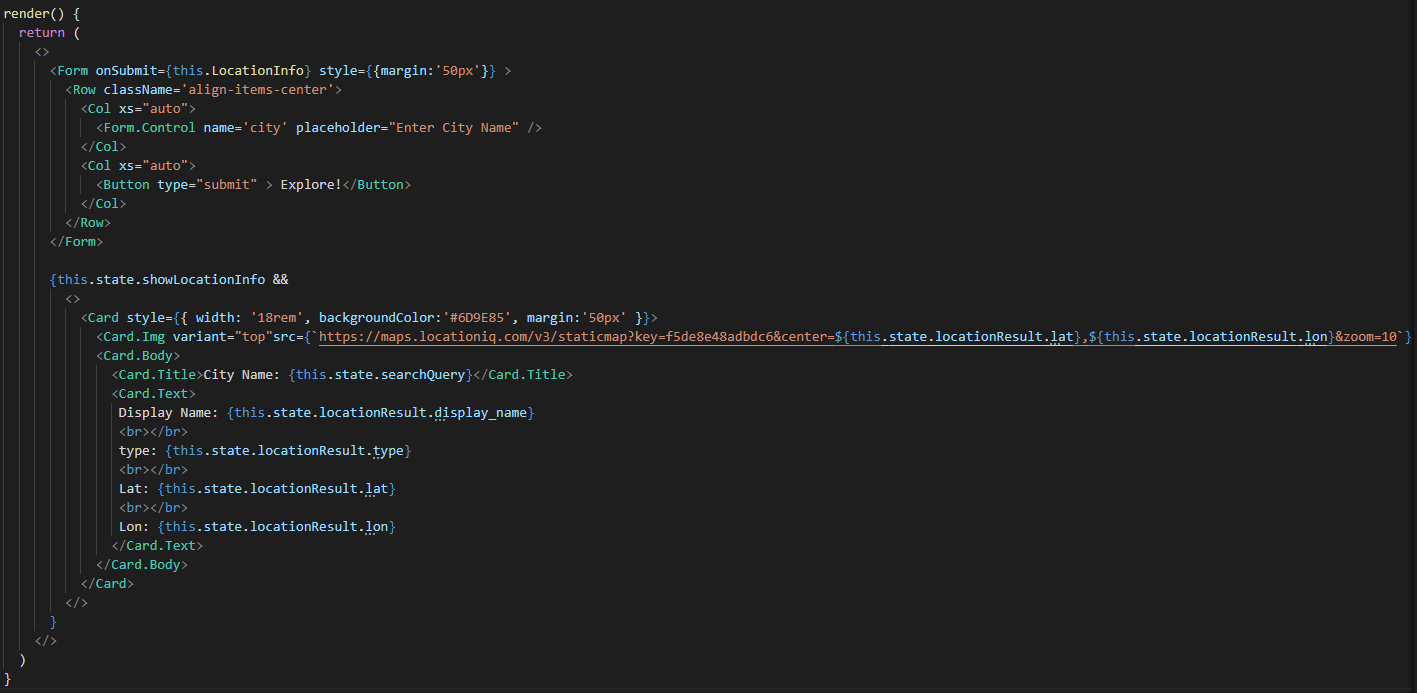 render() {
return (
<>
<Form onSubmit={this.LocationInfo} style={{margin:'50px'}} >
<Row className='align-items-center'>
<Col xs="auto">
<Form.Control name='city' placeholder="Enter City Name" />
</Col>
<Col xs="auto">
<Button type="submit" > Explore!</Button>
</Col>
</Row>
</Form>
{this.state.showLocationInfo &&
<>
<Card style={{ width: '18rem', backgroundColor:'#6D9E85', margin:'50px' }}>
<Card.Img variant="top"src={`https://maps.locationiq.com/v3/staticmap?key=f5de8e48adbdc6&center=${this.state.locationResult.lat},${this.state.locationResult.lon}&zoom=10`}
<Card.Body>
<Card.Title>City Name: {this.state.searchQuery}</Card.Title>
<Card.Text>
Display Name: {this.state.locationResult.display_name}
<br></br>
type: {this.state.locationResult.type}
<br></br>
Lat: {this.state.locationResult.lat}
<br></br>
Lon: {this.state.locationResult.lon}
</Card.Text>
</Card.Body>
</Card>
</>
}
</>
)
}